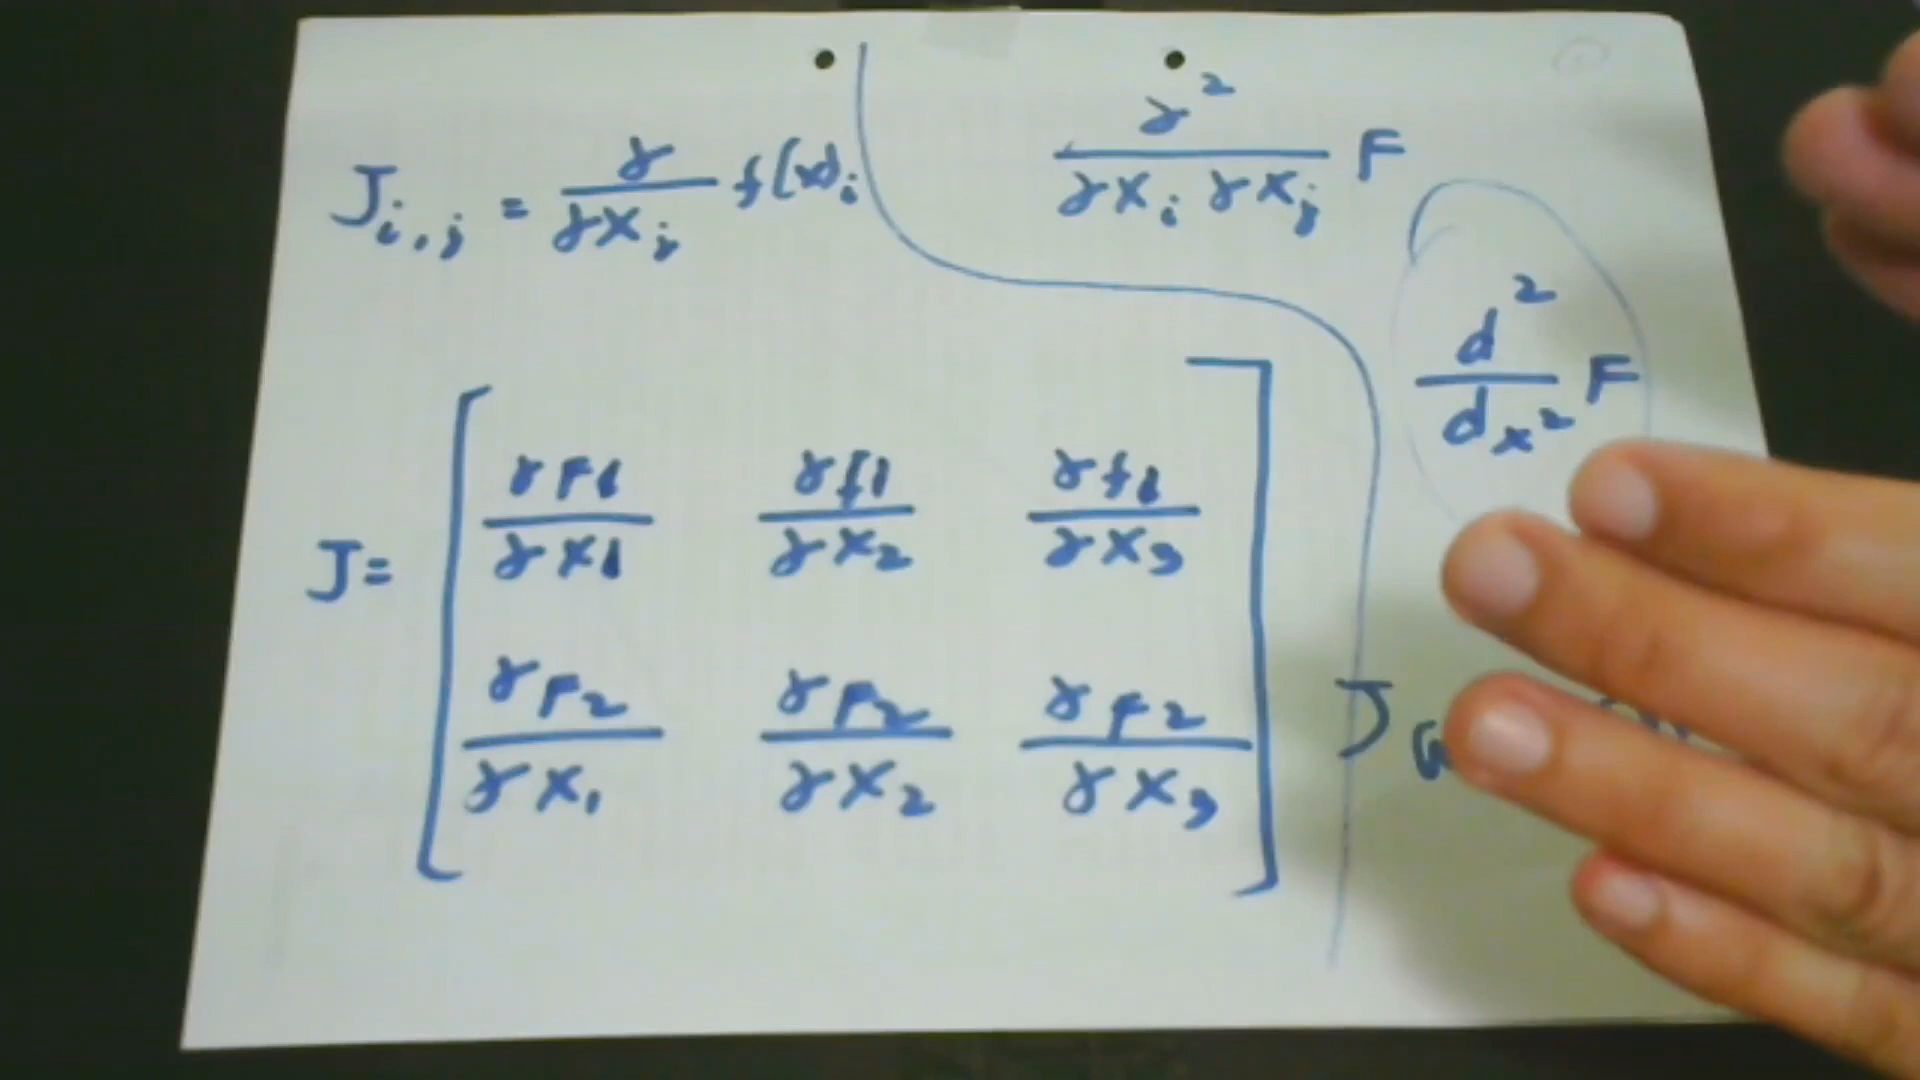 J_{i,j} = ∂/∂x_j f(x)_i
∂²/∂x_i ∂x_j F
d²/dx² F
J = [ ∂F1/∂x1 ∂f1/∂x2 ∂f1/∂x3
∂F2/∂x1 ∂F2/∂x2 ∂F2/∂x3 ]
J